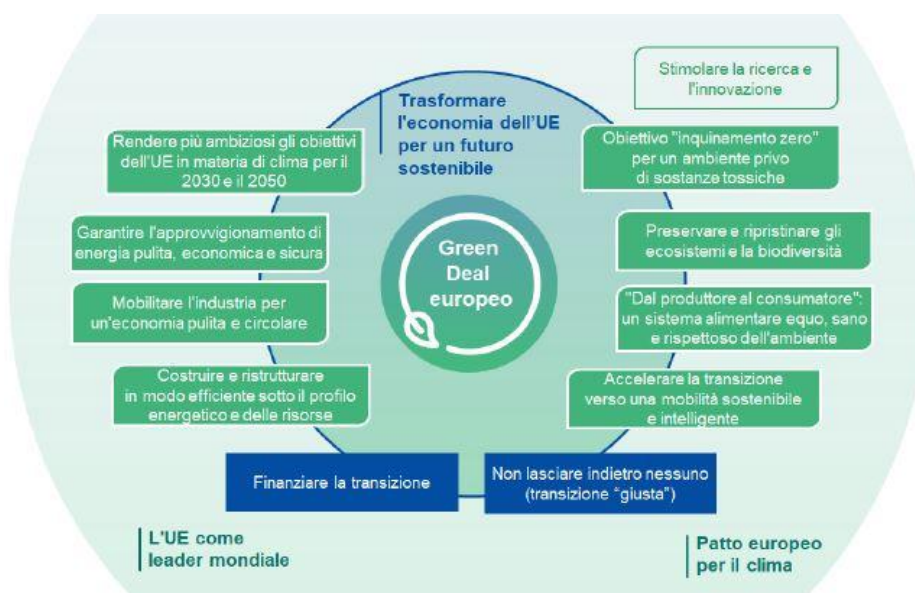 Stimolare la ricerca e
l'innovazione
Trasformare
l'economia dell'UE
per un futuro
sostenibile
Rendere più ambiziosi gli obiettivi
dell'UE in materia di clima per il
2030 e il 2050
Obiettivo "inquinamento zero"
per un ambiente privo
di sostanze tossiche
Garantire l'approvvigionamento di
energia pulita, economica e sicura
Green
Deal
europeo
Preservare e ripristinare gli
ecosistemi e la biodiversità
Mobilitare l'industria per
un'economia pulita e circolare
"Dal produttore al consumatore":
un sistema alimentare equo, sano
e rispettoso dell'ambiente
Costruire e ristrutturare
in modo efficiente sotto il profilo
energetico e delle risorse
Accelerare la transizione
verso una mobilità sostenibile
e intelligente
Finanziare la transizione
Non lasciare indietro nessuno
(transizione "giusta")
L'UE come
leader mondiale
Patto europeo
per il clima